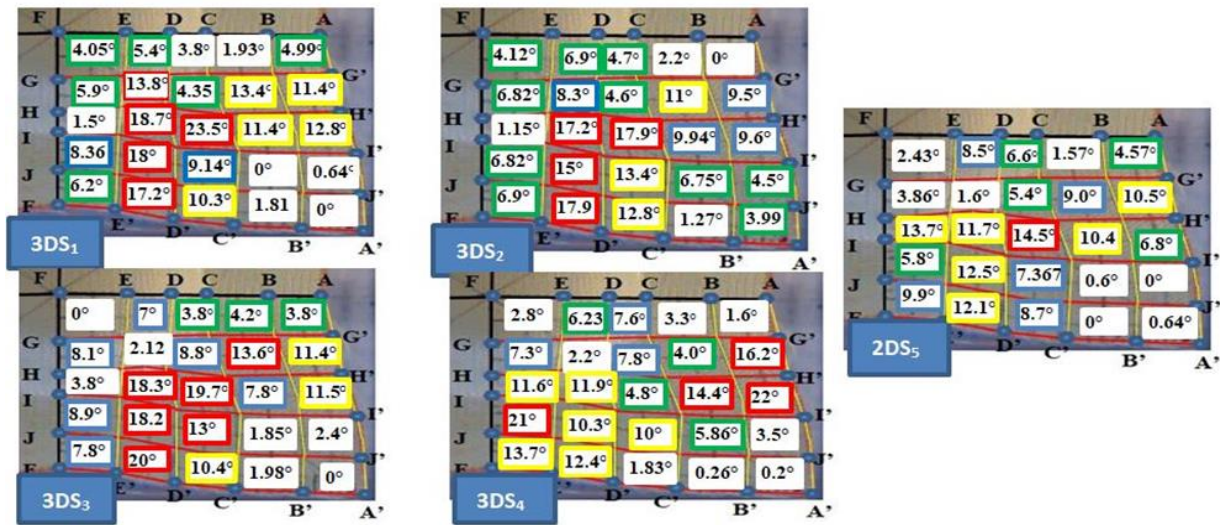 F E D C B A
4.05° 5.4° 3.8° 1.93° 4.99°
G G'
5.9° 13.8° 4.35 13.4° 11.4°
H
1.5° 18.7° 23.5° 11.4° 12.8°
H'
I
8.36 18° 9.14° 0° 0.64°
I'
J
6.2° 17.2° 10.3° 1.81 0°
J'
E' D' C' B' A'
3DS₁
F E D C B A
4.12° 6.9° 4.7° 2.2° 0°
G G'
6.82° 8.3° 4.6° 11° 9.5°
H H'
1.15° 17.2° 17.9° 9.94° 9.6°
I I'
6.82° 15° 13.4° 6.75° 4.5°
J J'
6.9° 17.9 12.8° 1.27° 3.99
E' D' C' B' A'
3DS₂
F E D C B A
2.43° 8.5° 6.6° 1.57° 4.57°
G G'
3.86° 1.6° 5.4° 9.0° 10.5°
H H'
13.7° 11.7° 14.5° 10.4 6.8°
I I'
5.8° 12.5° 7.367 0.6° 0°
J J'
9.9° 12.1° 8.7° 0° 0.64°
D' C' B' A'
2DS₅
F E D C B A
0° 7° 3.8° 4.2° 3.8°
G G'
8.1° 2.12 8.8° 13.6° 11.4°
H H'
3.8° 18.3° 19.7° 7.8° 11.5°
I I'
8.9° 18.2 13° 1.85° 2.4°
J J'
7.8° 20° 10.4° 1.98° 0°
E' D' C' B' A'
3DS₃
F E D C B A
2.8° 6.23 7.6° 3.3° 1.6°
G G'
7.3° 2.2° 7.8° 4.0° 16.2°
H H'
11.6° 11.9° 4.8° 14.4° 22°
I I'
21° 10.3° 10° 5.86° 3.5°
J J'
13.7° 12.4° 1.83° 0.26° 0.2°
D' C' B' A'
3DS₄